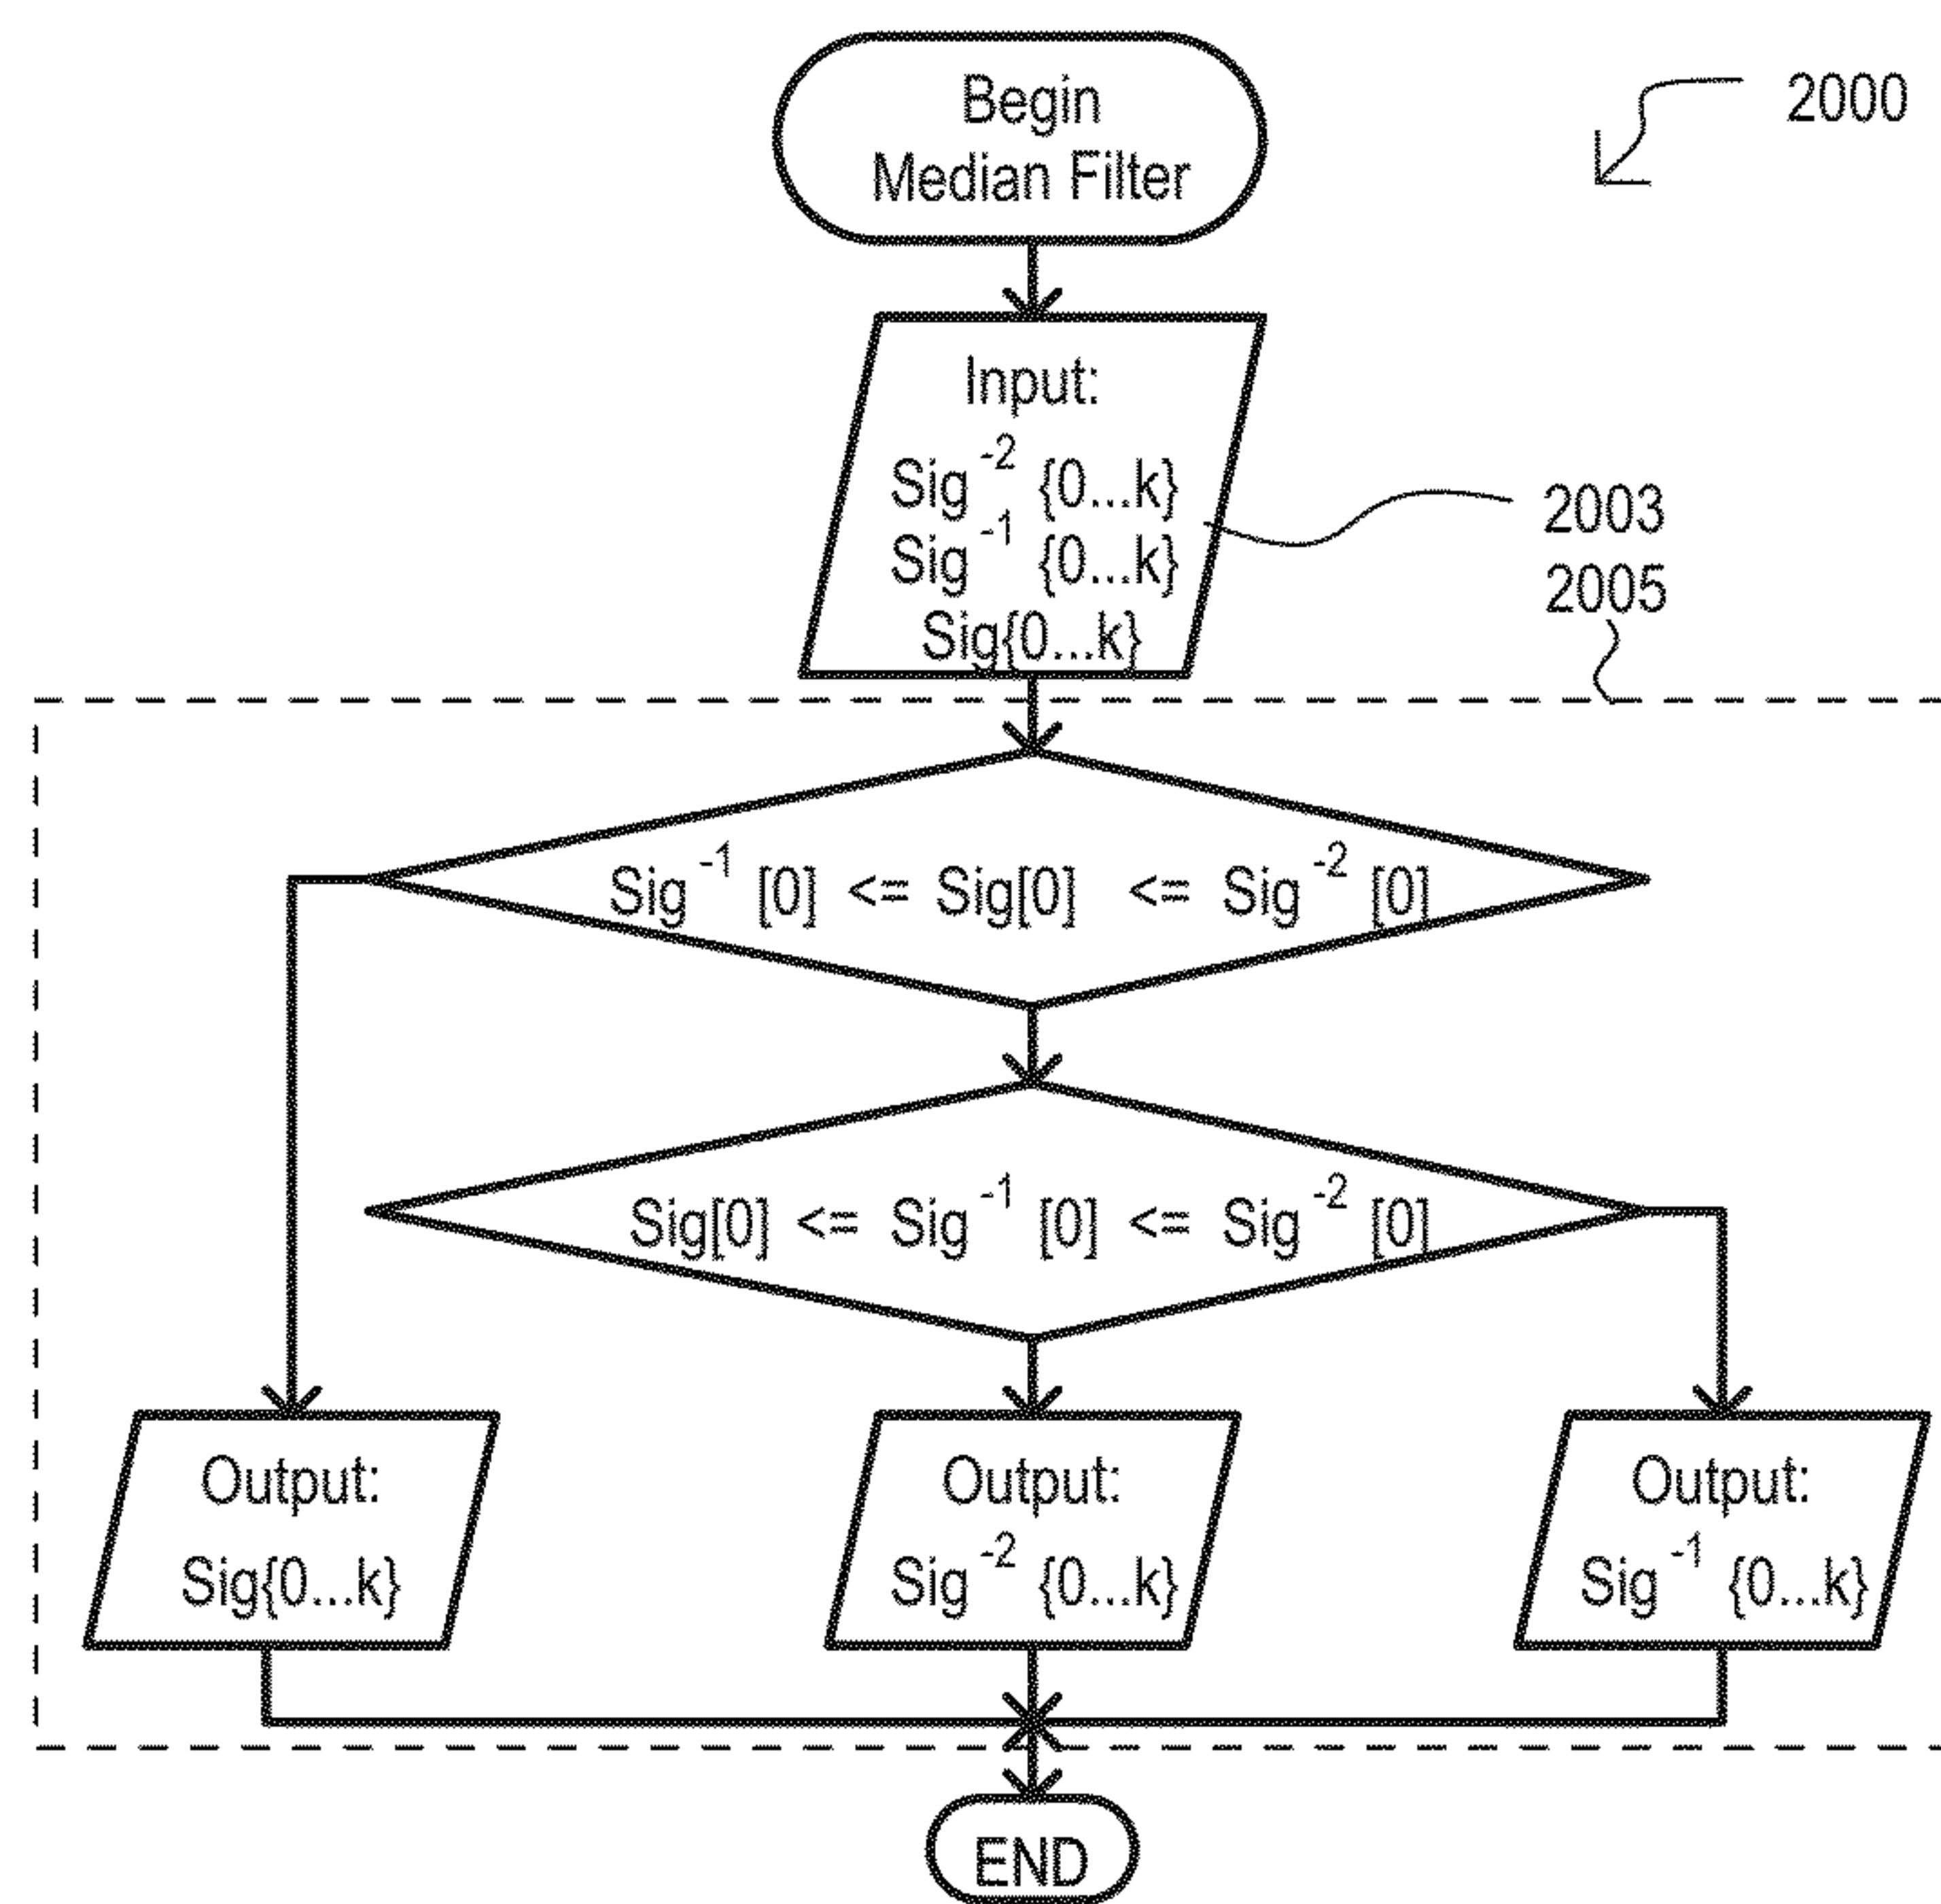 Begin
Median Filter
2000
Input:
Sig⁻² {0...k}
Sig⁻¹ {0...k}
Sig{0...k}
2003
2005
Sig⁻¹ [0] <= Sig[0] <= Sig⁻² [0]
Sig[0] <= Sig⁻¹ [0] <= Sig⁻² [0]
Output:
Sig{0...k}
Output:
Sig⁻² {0...k}
Output:
Sig⁻¹ {0...k}
END